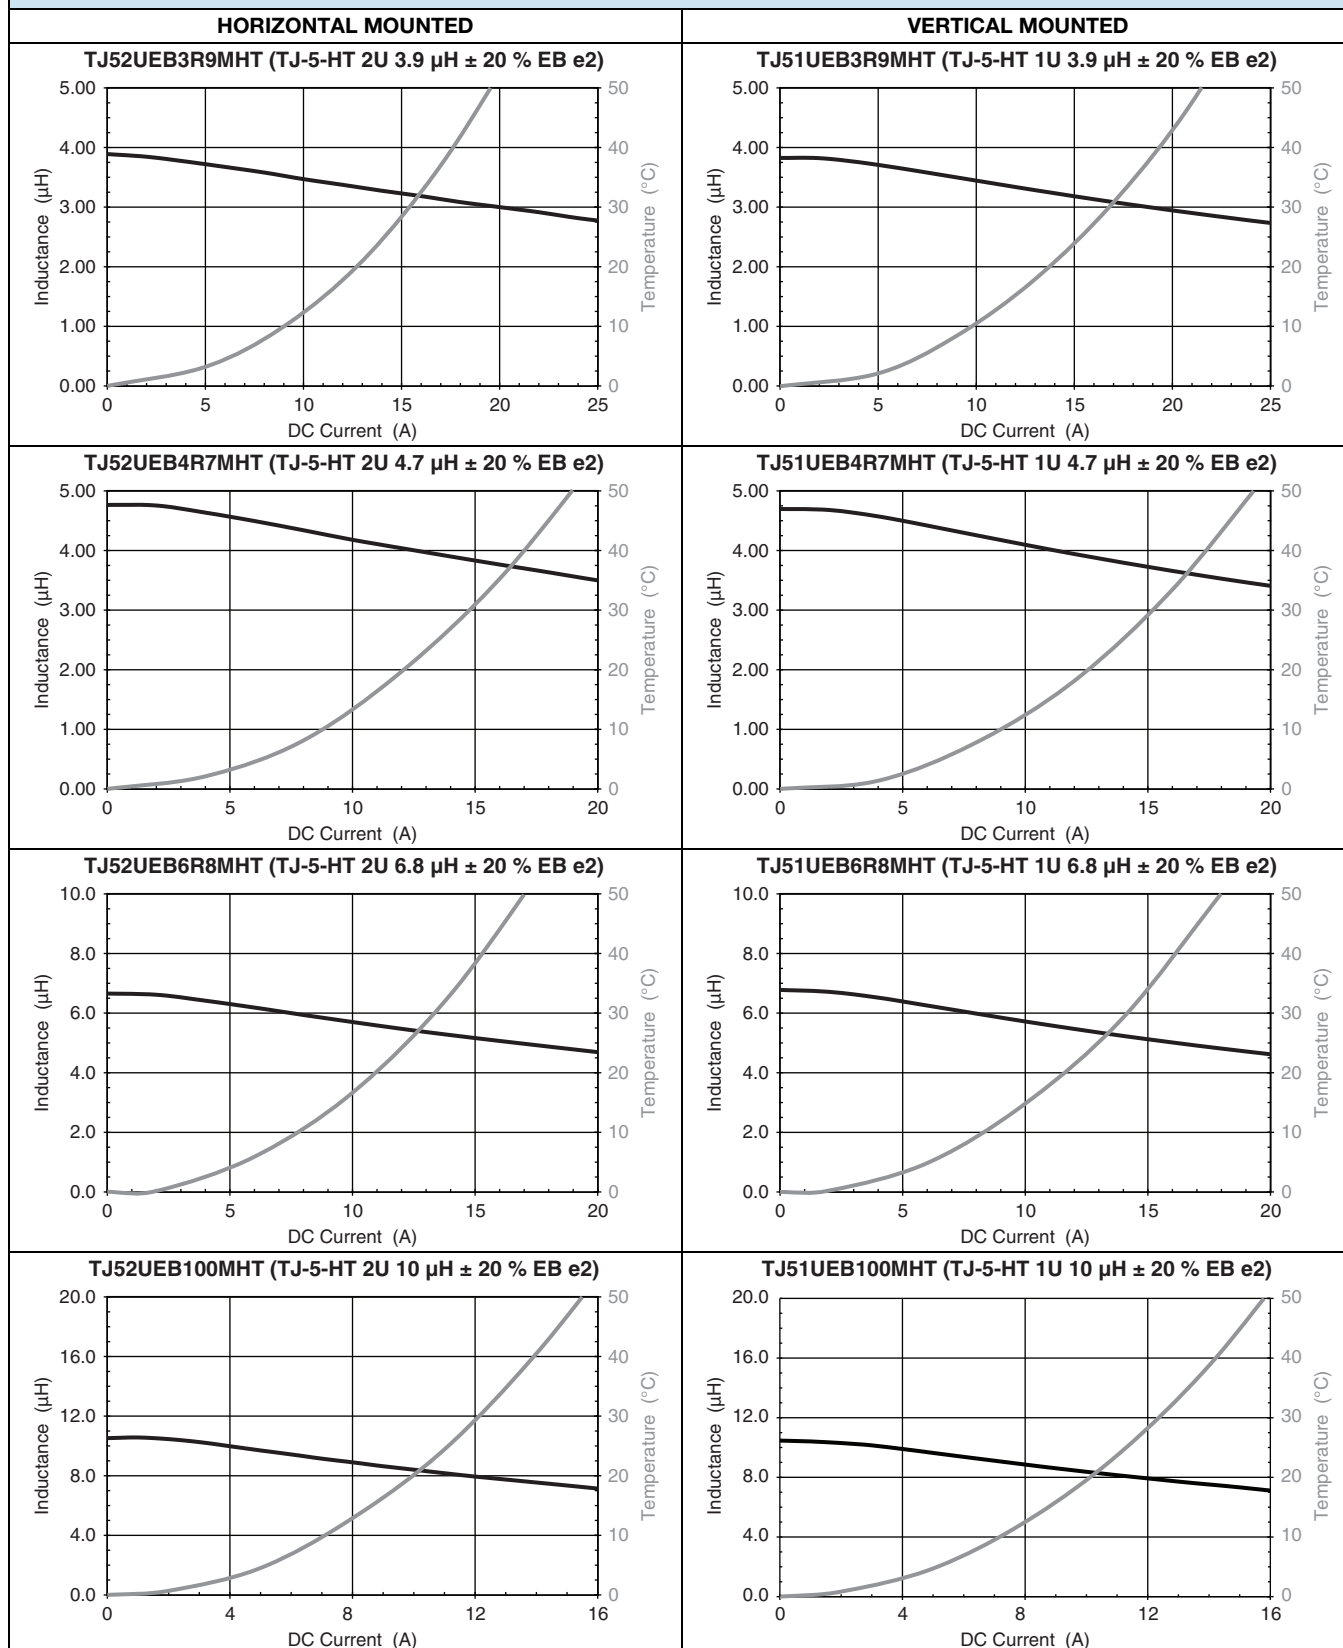 HORIZONTAL MOUNTED
VERTICAL MOUNTED
TJ52UEB3R9MHT (TJ-5-HT 2U 3.9 µH ± 20 % EB e2)
5.00
4.00
3.00
2.00
1.00
0.00
Inductance (µH)
50
40
30
20
10
0
Temperature (°C)
0 5 10 15 20 25
DC Current (A)
TJ51UEB3R9MHT (TJ-5-HT 1U 3.9 µH ± 20 % EB e2)
5.00
4.00
3.00
2.00
1.00
0.00
Inductance (µH)
50
40
30
20
10
0
Temperature (°C)
0 5 10 15 20 25
DC Current (A)
TJ52UEB4R7MHT (TJ-5-HT 2U 4.7 µH ± 20 % EB e2)
5.00
4.00
3.00
2.00
1.00
0.00
Inductance (µH)
50
40
30
20
10
0
Temperature (°C)
0 5 10 15 20
DC Current (A)
TJ51UEB4R7MHT (TJ-5-HT 1U 4.7 µH ± 20 % EB e2)
5.00
4.00
3.00
2.00
1.00
0.00
Inductance (µH)
50
40
30
20
10
0
Temperature (°C)
0 5 10 15 20
DC Current (A)
TJ52UEB6R8MHT (TJ-5-HT 2U 6.8 µH ± 20 % EB e2)
10.0
8.0
6.0
4.0
2.0
0.0
Inductance (µH)
50
40
30
20
10
0
Temperature (°C)
0 5 10 15 20
DC Current (A)
TJ51UEB6R8MHT (TJ-5-HT 1U 6.8 µH ± 20 % EB e2)
10.0
8.0
6.0
4.0
2.0
0.0
Inductance (µH)
50
40
30
20
10
0
Temperature (°C)
0 5 10 15 20
DC Current (A)
TJ52UEB100MHT (TJ-5-HT 2U 10 µH ± 20 % EB e2)
20.0
16.0
12.0
8.0
4.0
0.0
Inductance (µH)
50
40
30
20
10
0
Temperature (°C)
0 4 8 12 16
DC Current (A)
TJ51UEB100MHT (TJ-5-HT 1U 10 µH ± 20 % EB e2)
20.0
16.0
12.0
8.0
4.0
0.0
Inductance (µH)
50
40
30
20
10
0
Temperature (°C)
0 4 8 12 16
DC Current (A)